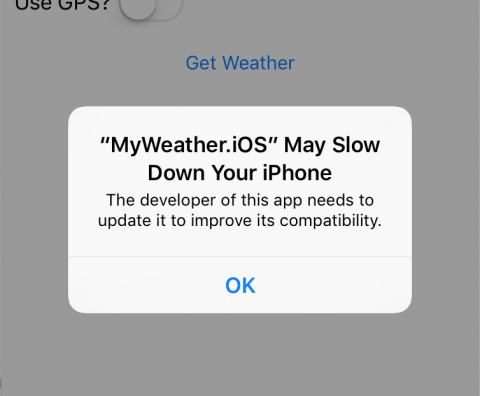 Use GPS?
Get Weather
“MyWeather.iOS” May Slow
Down Your iPhone
The developer of this app needs to
update it to improve its compatibility.
OK